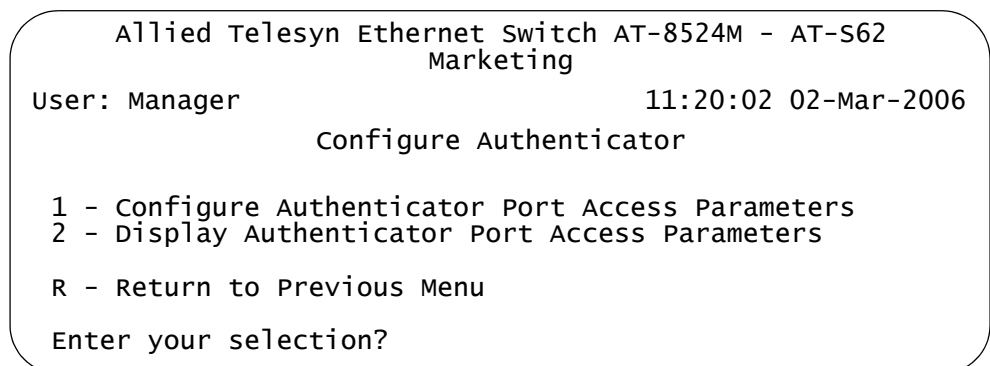 Allied Telesyn Ethernet Switch AT-8524M - AT-S62
Marketing
User: Manager 11:20:02 02-Mar-2006
Configure Authenticator
1 - Configure Authenticator Port Access Parameters
2 - Display Authenticator Port Access Parameters
R - Return to Previous Menu
Enter your selection?